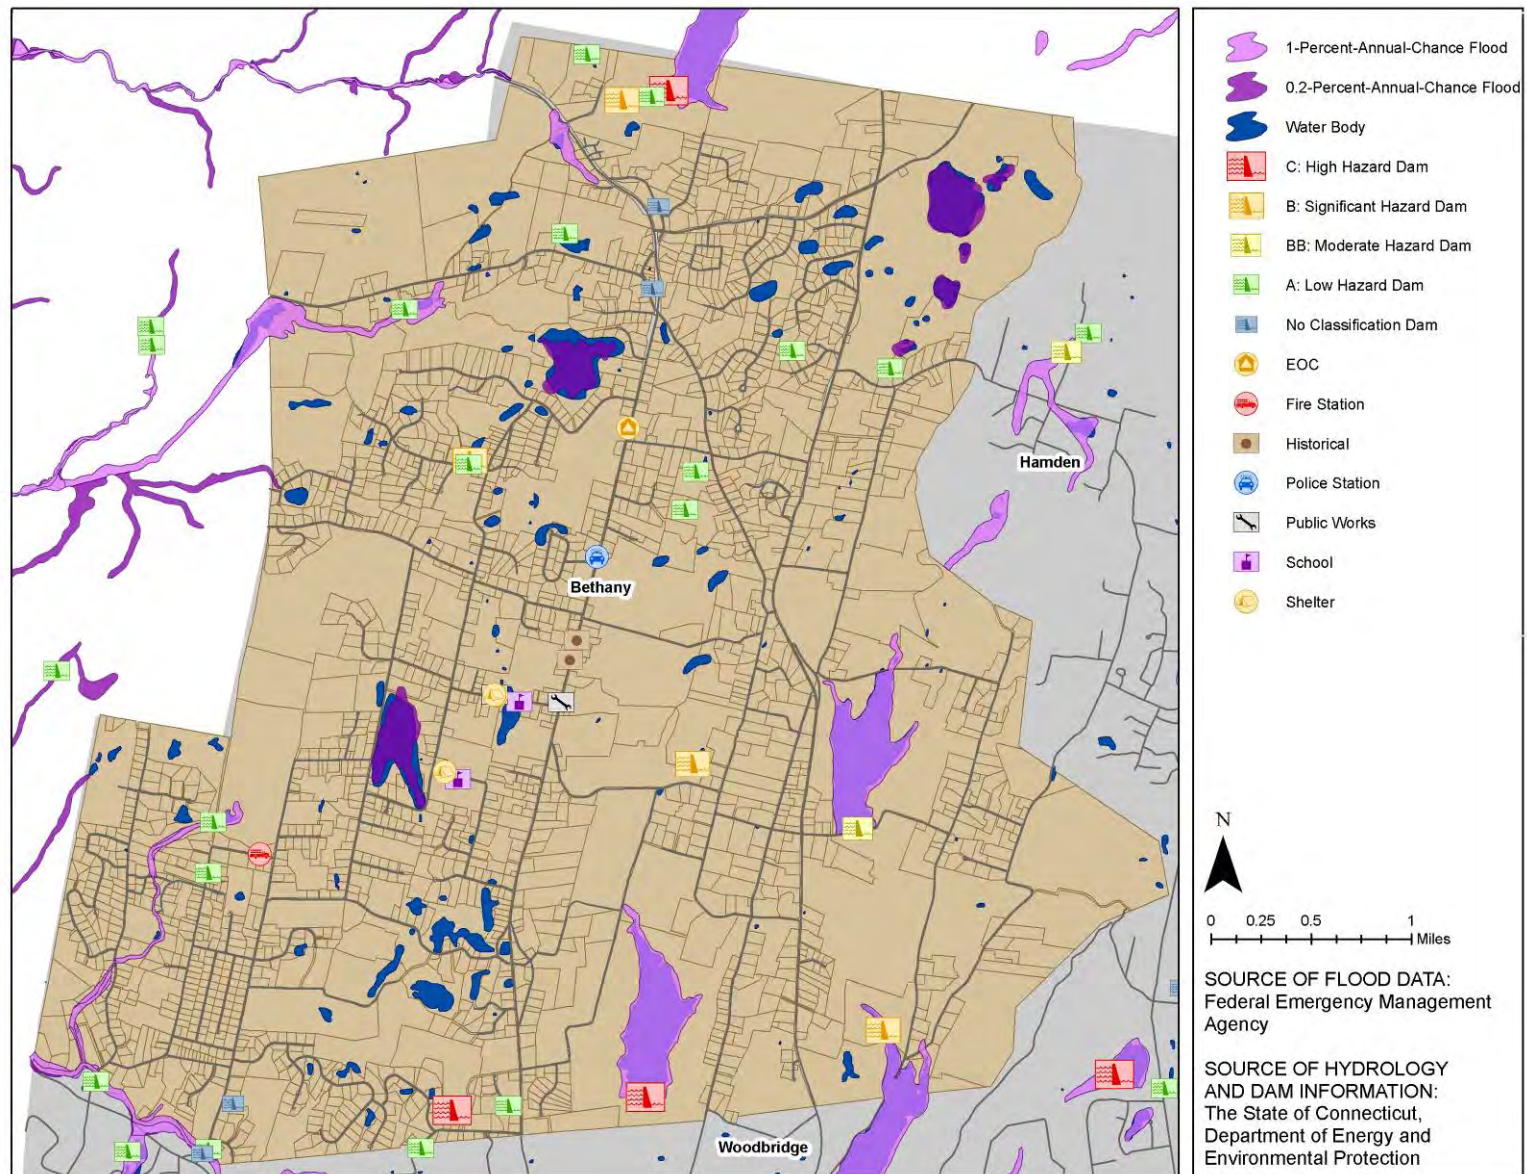 1-Percent-Annual-Chance Flood
0.2-Percent-Annual-Chance Flood
Water Body
C: High Hazard Dam
B: Significant Hazard Dam
BB: Moderate Hazard Dam
A: Low Hazard Dam
No Classification Dam
EOC
Fire Station
Historical
Police Station
Public Works
School
Shelter
Hamden
Bethany
Woodbridge
N
0 0.25 0.5 1
Miles
SOURCE OF FLOOD DATA:
Federal Emergency Management
Agency
SOURCE OF HYDROLOGY
AND DAM INFORMATION:
The State of Connecticut,
Department of Energy and
Environmental Protection